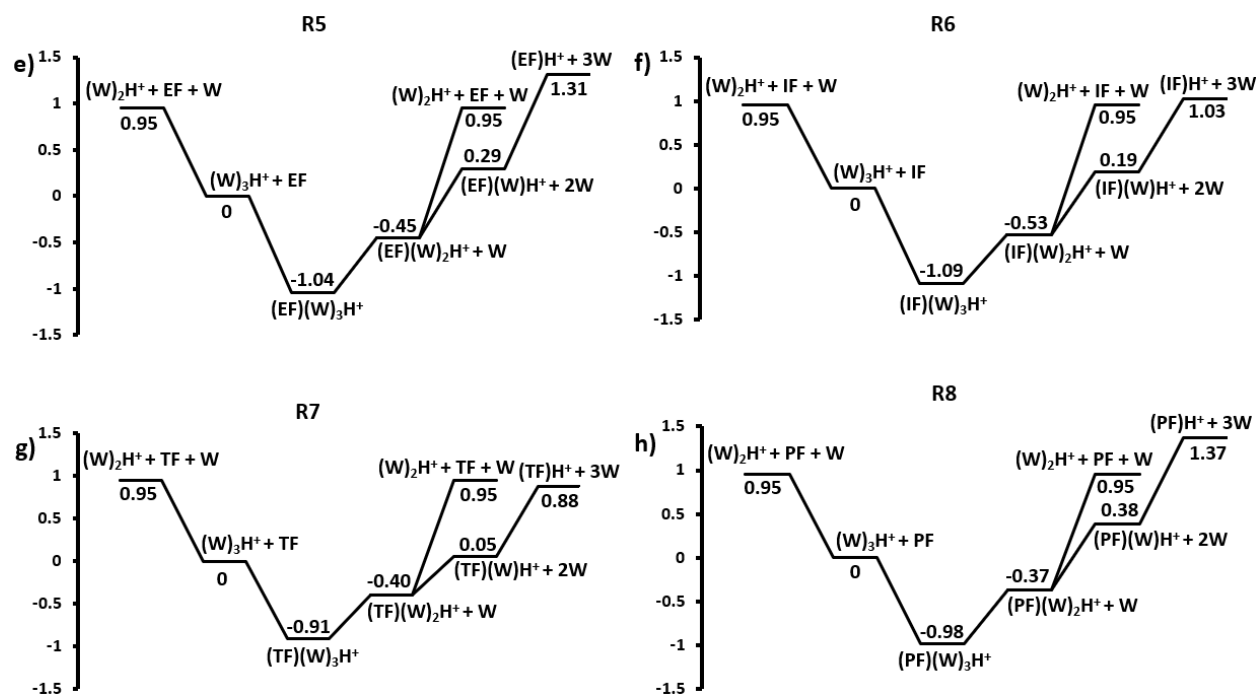 R5
e)
1.5
1
0.5
0
-0.5
-1
-1.5
(W)₂H⁺ + EF + W
0.95
(W)₃H⁺ + EF
0
-1.04
(EF)(W)₃H⁺
-0.45
(EF)(W)₂H⁺ + W
(W)₂H⁺ + EF + W
0.95
0.29
(EF)(W)H⁺ + 2W
(EF)H⁺ + 3W
1.31
R6
f)
1.5
1
0.5
0
-0.5
-1
-1.5
(W)₂H⁺ + IF + W
0.95
(W)₃H⁺ + IF
0
-1.09
(IF)(W)₃H⁺
-0.53
(IF)(W)₂H⁺ + W
(W)₂H⁺ + IF + W
0.95
0.19
(IF)(W)H⁺ + 2W
(IF)H⁺ + 3W
1.03
R7
g)
1.5
1
0.5
0
-0.5
-1
-1.5
(W)₂H⁺ + TF + W
0.95
(W)₃H⁺ + TF
0
-0.91
(TF)(W)₃H⁺
-0.40
(TF)(W)₂H⁺ + W
(W)₂H⁺ + TF + W
0.95
0.05
(TF)(W)H⁺ + 2W
(TF)H⁺ + 3W
0.88
R8
h)
1.5
1
0.5
0
-0.5
-1
-1.5
(W)₂H⁺ + PF + W
0.95
(W)₃H⁺ + PF
0
-0.98
(PF)(W)₃H⁺
-0.37
(PF)(W)₂H⁺ + W
(W)₂H⁺ + PF + W
0.95
0.38
(PF)(W)H⁺ + 2W
(PF)H⁺ + 3W
1.37